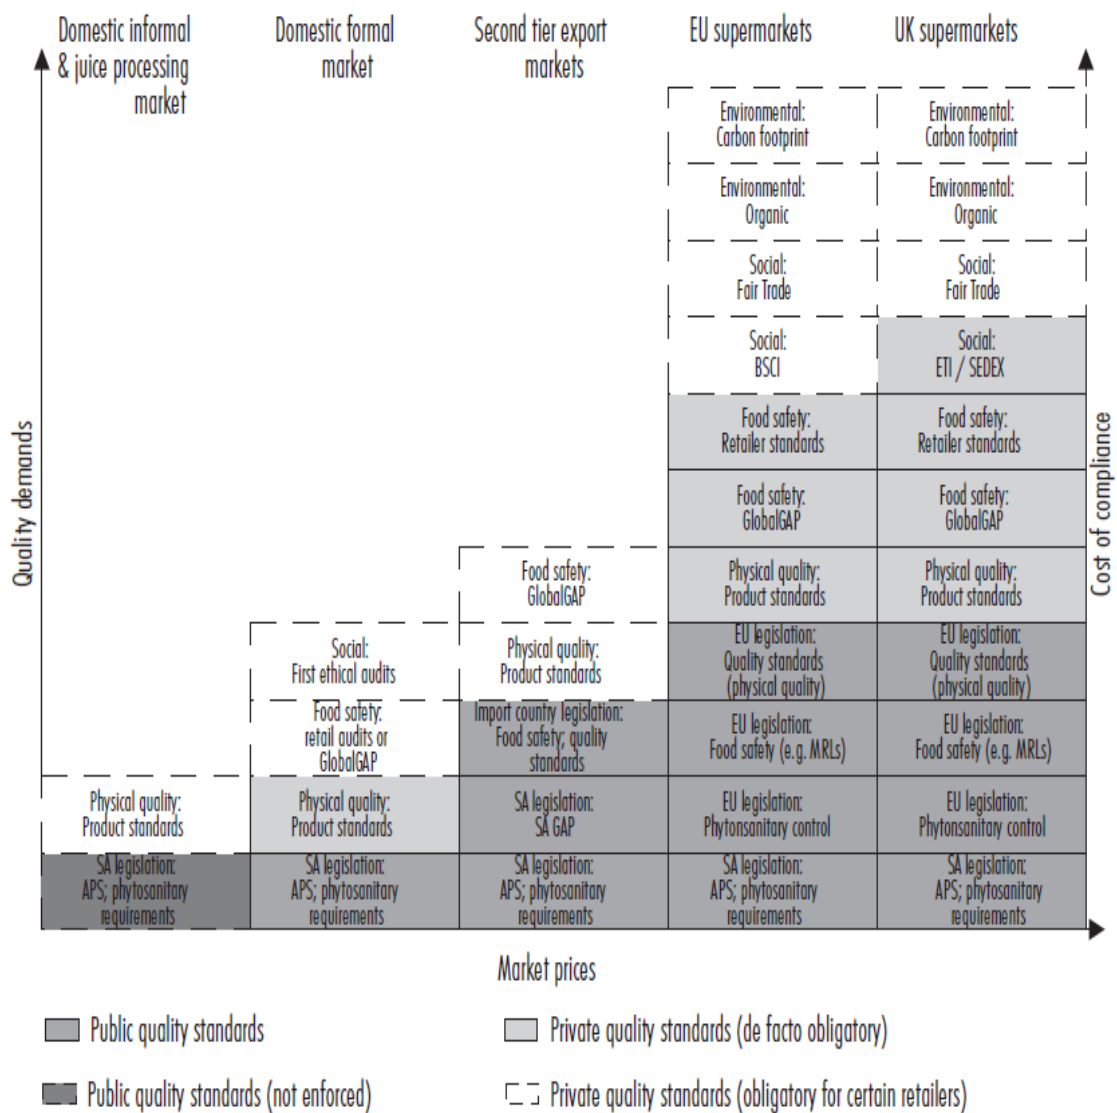 Domestic informal
& juice processing
market
Domestic formal
market
Second tier export
markets
EU supermarkets
UK supermarkets
Quality demands
Cost of compliance
Environmental:
Carbon footprint
Environmental:
Carbon footprint
Environmental:
Organic
Environmental:
Organic
Social:
Fair Trade
Social:
Fair Trade
Social:
BSCI
Social:
ETI / SEDEX
Food safety:
Retailer standards
Food safety:
Retailer standards
Food safety:
GlobalGAP
Food safety:
GlobalGAP
Food safety:
GlobalGAP
Physical quality:
Product standards
Physical quality:
Product standards
Social:
First ethical audits
Physical quality:
Product standards
EU legislation:
Quality standards
(physical quality)
EU legislation:
Quality standards
(physical quality)
Food safety:
retail audits or
GlobalGAP
Import country legislation:
Food safety; quality
standards
EU legislation:
Food safety (e.g. MRLs)
EU legislation:
Food safety (e.g. MRLs)
Physical quality:
Product standards
Physical quality:
Product standards
SA legislation:
SA GAP
EU legislation:
Phytonsanitary control
EU legislation:
Phytonsanitary control
SA legislation:
APS; phytosanitary
requirements
SA legislation:
APS; phytosanitary
requirements
SA legislation:
APS; phytosanitary
requirements
SA legislation:
APS; phytosanitary
requirements
SA legislation:
APS; phytosanitary
requirements
Market prices
Public quality standards
Private quality standards (de facto obligatory)
Public quality standards (not enforced)
Private quality standards (obligatory for certain retailers)